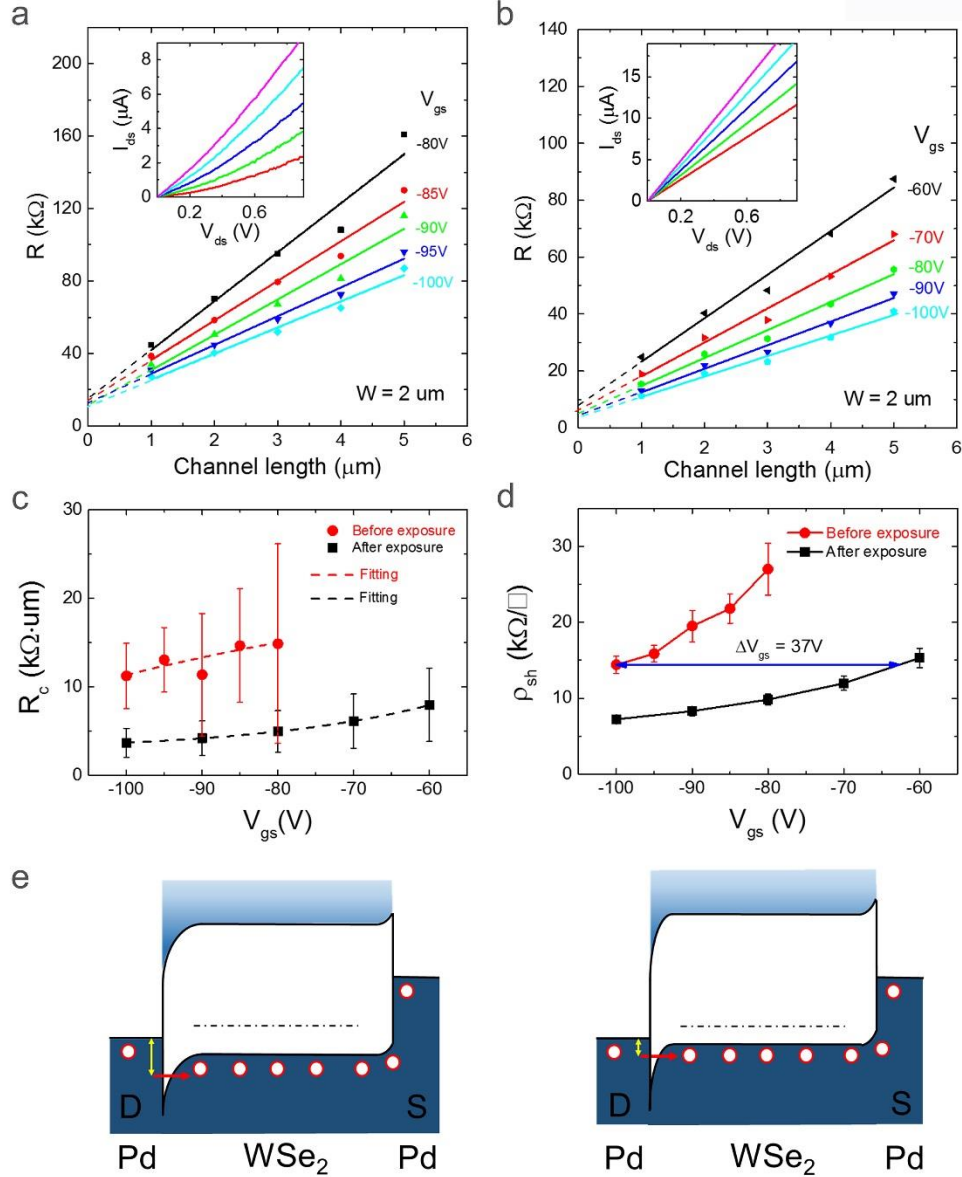 a
R (kΩ)
200
160
120
80
40
0
0 1 2 3 4 5 6
Channel length (μm)
I_ds (μA)
8
6
4
2
0
0.2 0.6
V_ds (V)
V_gs
-80V
-85V
-90V
-95V
-100V
W = 2 um
b
R (kΩ)
140
120
100
80
60
40
20
0
0 1 2 3 4 5 6
Channel length (μm)
I_ds (μA)
15
10
5
0
0.2 0.6
V_ds (V)
V_gs
-60V
-70V
-80V
-90V
-100V
W = 2 um
c
R_c (kΩ·um)
30
25
20
15
10
5
0
-100 -90 -80 -70 -60
V_gs(V)
Before exposure
After exposure
Fitting
Fitting
d
ρ_sh (kΩ/□)
30
20
10
0
-100 -90 -80 -70 -60
V_gs (V)
Before exposure
After exposure
ΔV_gs = 37V
e
D S
Pd WSe₂ Pd
D S
Pd WSe₂ Pd